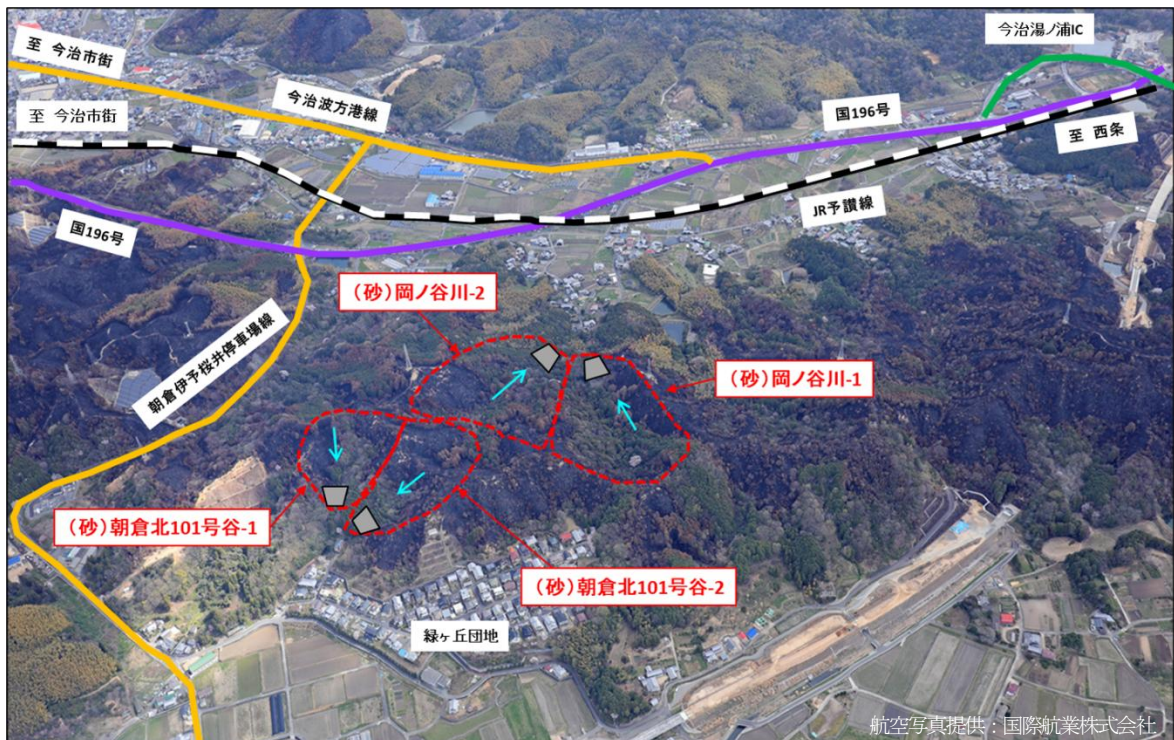 至 今治市街
今治湯ノ浦IC
至 今治市街
今治波方港線
国196号
至 西条
JR予讃線
国196号
(砂)岡ノ谷川-2
朝倉伊予桜井停車場線
(砂)岡ノ谷川-1
(砂)朝倉北101号谷-1
(砂)朝倉北101号谷-2
緑ヶ丘団地
航空写真提供：国際航業株式会社